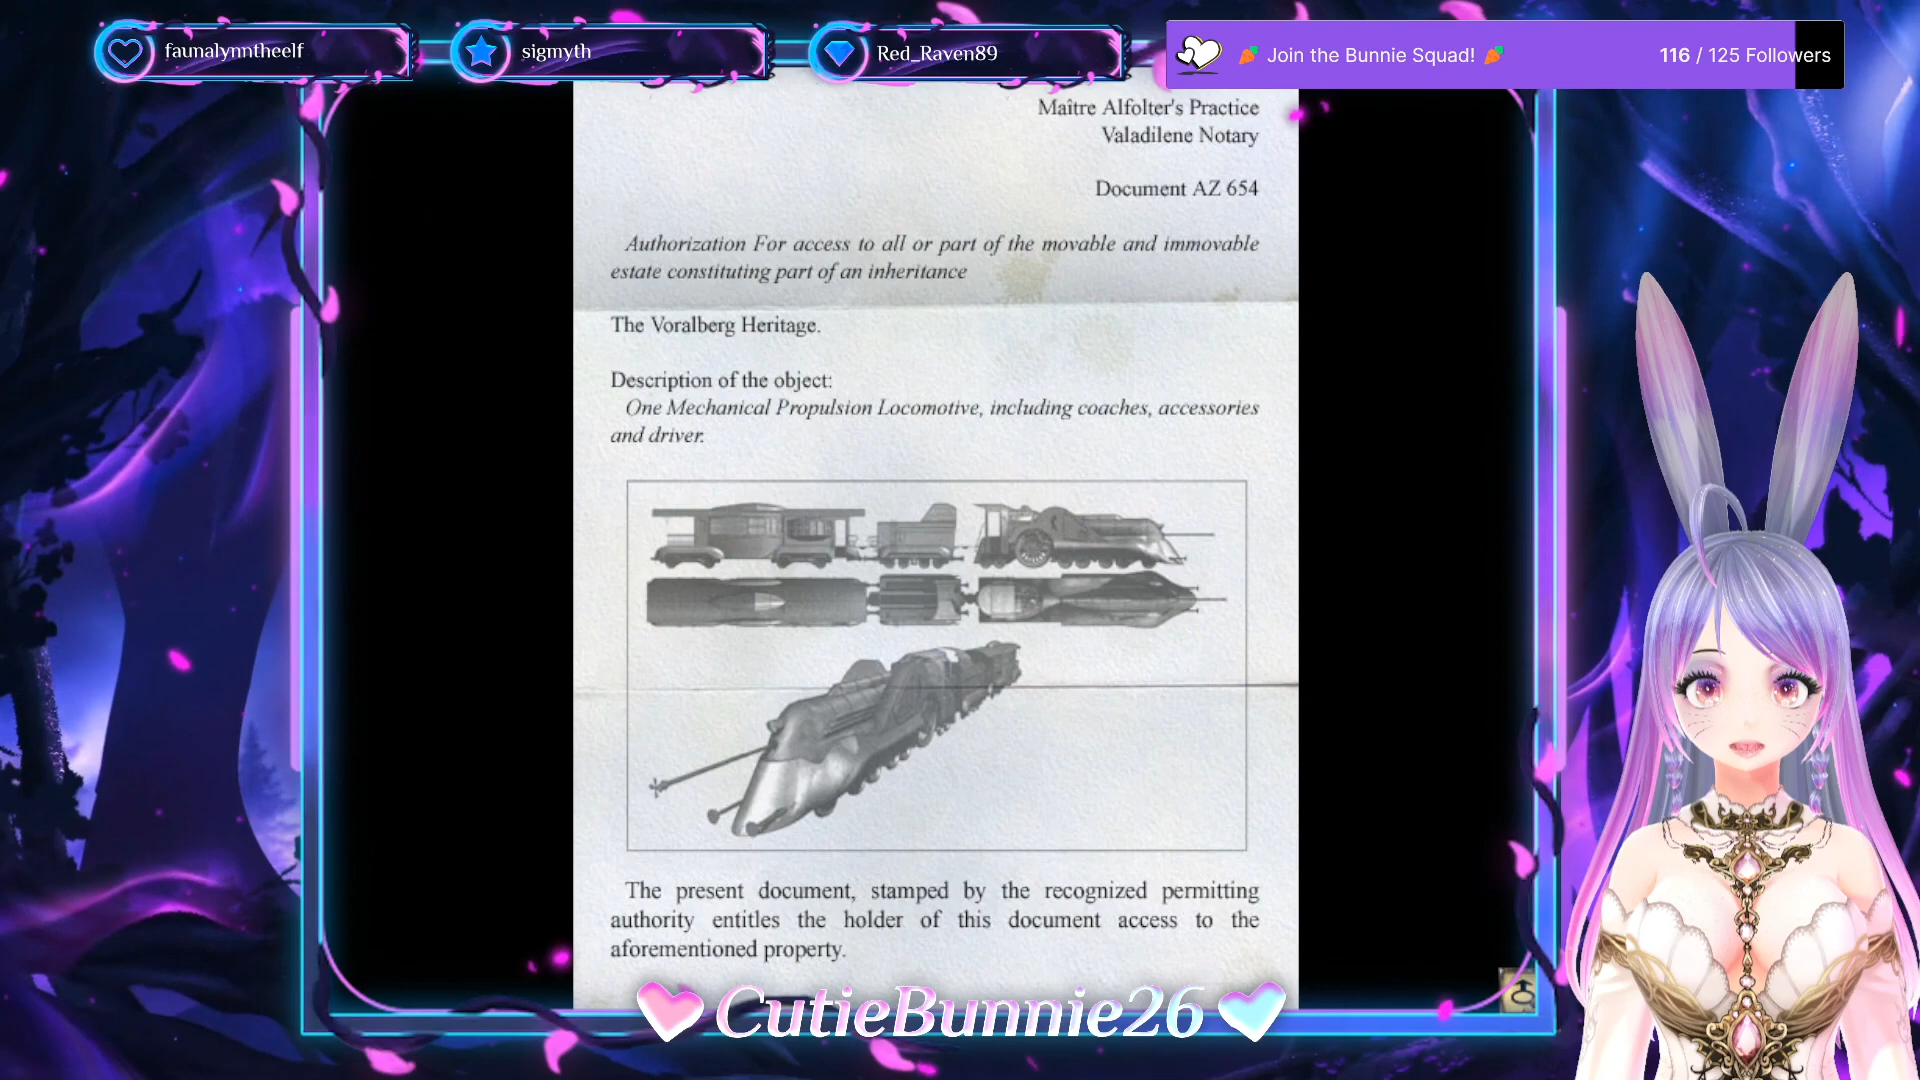 faunalynntheelf
sigmyth
Red_Raven89
Join the Bunnie Squad!
116 / 125 Followers
Maître Alfolter's Practice
Valadilene Notary
Document AZ 654
Authorization For access to all or part of the movable and immovable
estate constituting part of an inheritance
The Voralberg Heritage.
Description of the object:
One Mechanical Propulsion Locomotive, including coaches, accessories
and driver.
The present document, stamped by the recognized permitting
authority entitles the holder of this document access to the
aforementioned property.
CutieBunnie26